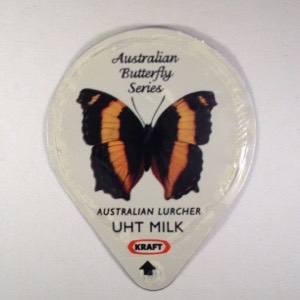 Australian
Butterfly
Series
AUSTRALIAN LURCHER
UHT MILK
KRAFT